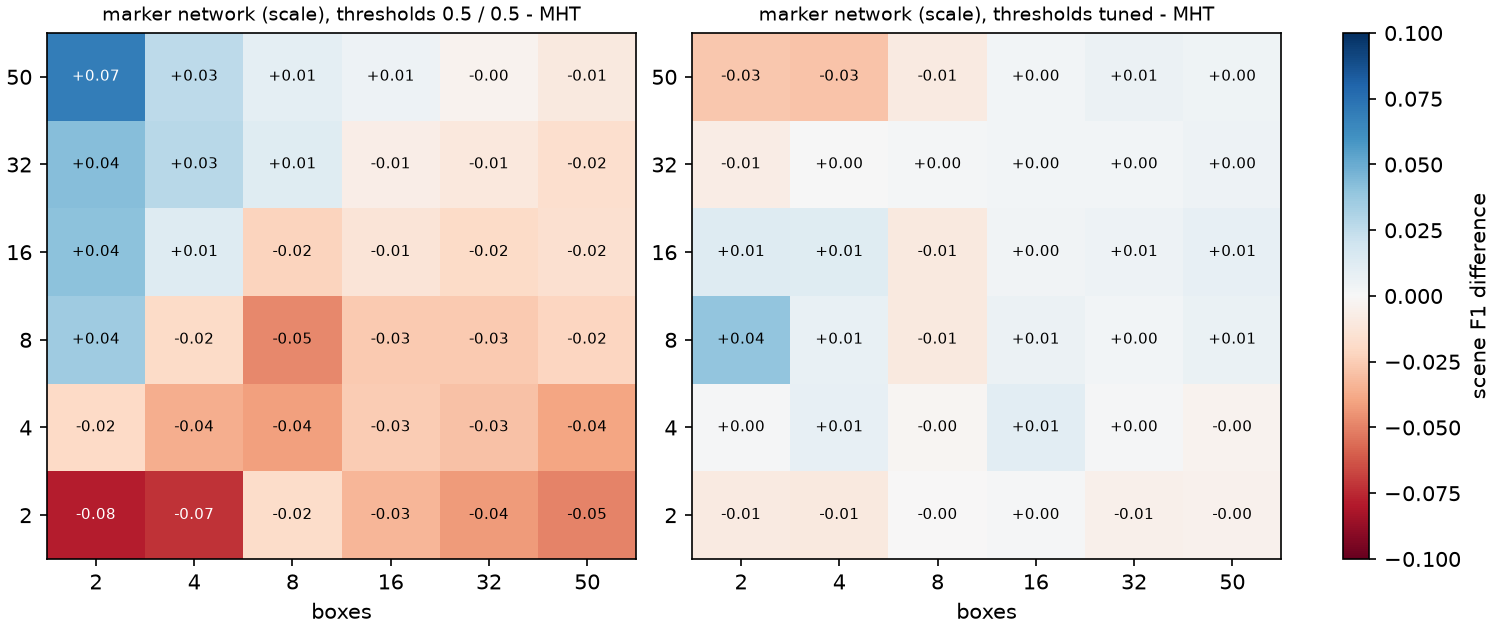 marker network (scale), thresholds 0.5 / 0.5 - MHT
50 +0.07 +0.03 +0.01 +0.01 -0.00 -0.01
32 +0.04 +0.03 +0.01 -0.01 -0.01 -0.02
16 +0.04 +0.01 -0.02 -0.01 -0.02 -0.02
8 +0.04 -0.02 -0.05 -0.03 -0.03 -0.02
4 -0.02 -0.04 -0.04 -0.03 -0.03 -0.04
2 -0.08 -0.07 -0.02 -0.03 -0.04 -0.05
2 4 8 16 32 50
boxes
marker network (scale), thresholds tuned - MHT
50 -0.03 -0.03 -0.01 +0.00 +0.01 +0.00
32 -0.01 +0.00 +0.00 +0.00 +0.00 +0.00
16 +0.01 +0.01 -0.01 +0.00 +0.01 +0.01
8 +0.04 +0.01 -0.01 +0.01 +0.00 +0.01
4 +0.00 +0.01 -0.00 +0.01 +0.00 -0.00
2 -0.01 -0.01 -0.00 +0.00 -0.01 -0.00
2 4 8 16 32 50
boxes
0.100
0.075
0.050
0.025
0.000
−0.025
−0.050
−0.075
−0.100
scene F1 difference